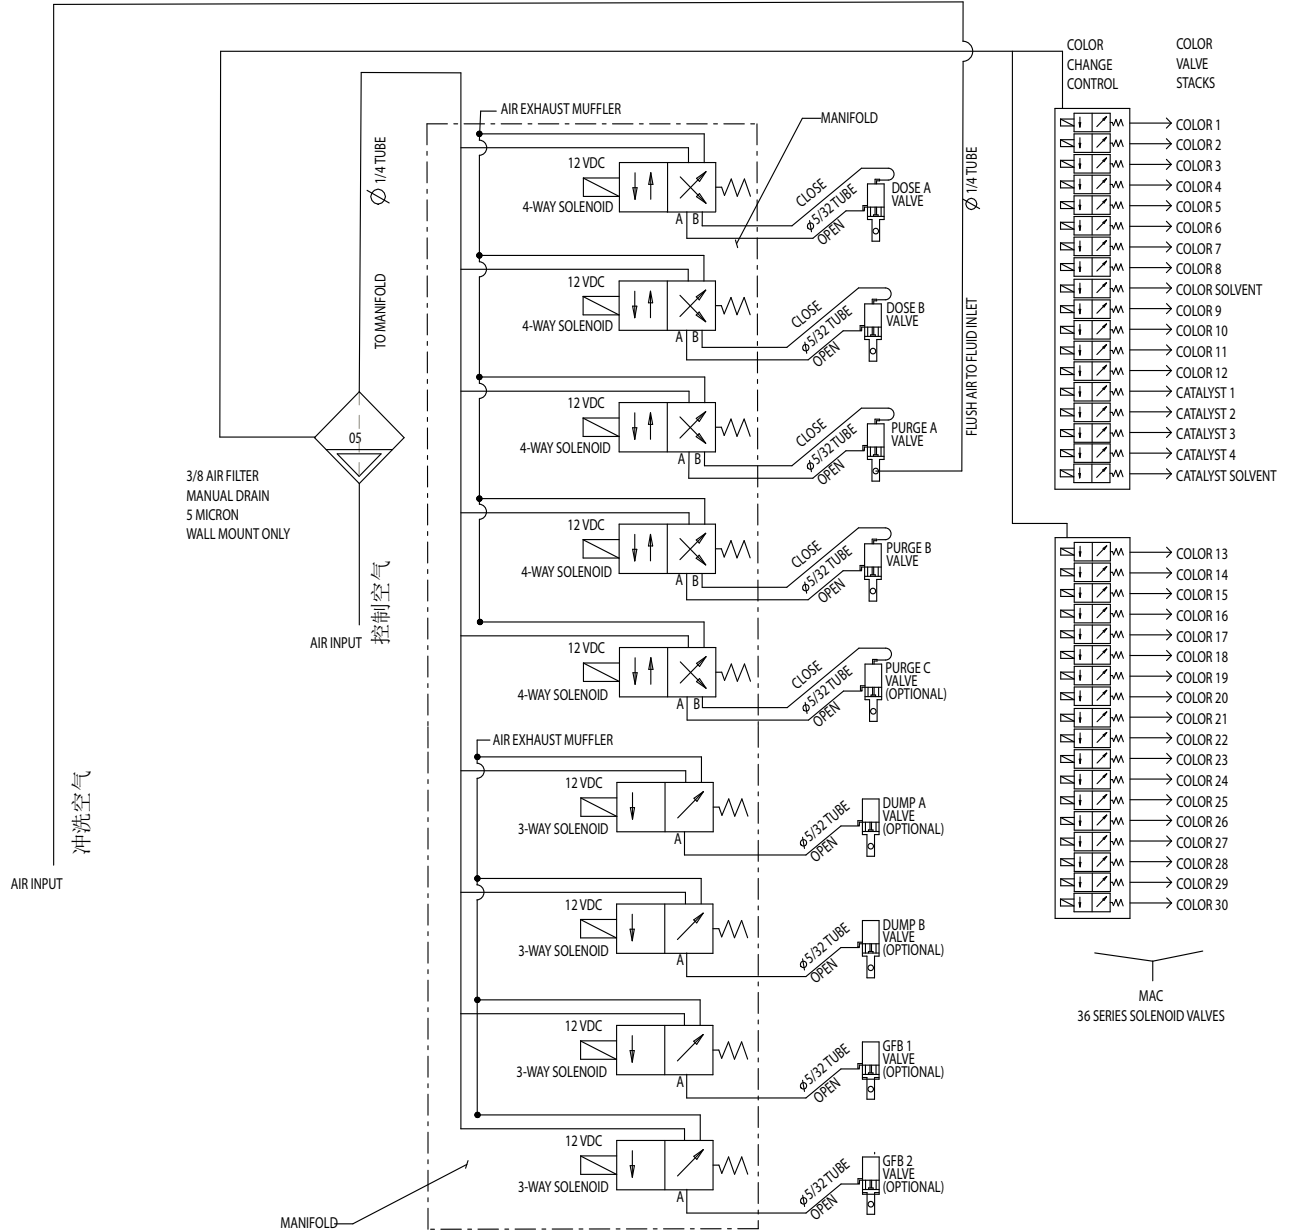 COLOR
CHANGE
CONTROL
COLOR
VALVE
STACKS
AIR EXHAUST MUFFLER
MANIFOLD
Ø 1/4 TUBE
TO MANIFOLD
05
3/8 AIR FILTER
MANUAL DRAIN
5 MICRON
WALL MOUNT ONLY
AIR INPUT
控制空气
冲洗空气
AIR INPUT
12 VDC
4-WAY SOLENOID
A B
CLOSE
Ø5/32 TUBE
OPEN
DOSE A
VALVE
12 VDC
4-WAY SOLENOID
A B
CLOSE
Ø5/32 TUBE
OPEN
DOSE B
VALVE
12 VDC
4-WAY SOLENOID
A B
CLOSE
Ø5/32 TUBE
OPEN
PURGE A
VALVE
12 VDC
4-WAY SOLENOID
A B
CLOSE
Ø5/32 TUBE
OPEN
PURGE B
VALVE
12 VDC
4-WAY SOLENOID
A B
CLOSE
Ø5/32 TUBE
OPEN
PURGE C
VALVE
(OPTIONAL)
AIR EXHAUST MUFFLER
12 VDC
3-WAY SOLENOID
A
Ø5/32 TUBE
OPEN
DUMP A
VALVE
(OPTIONAL)
12 VDC
3-WAY SOLENOID
A
Ø5/32 TUBE
OPEN
DUMP B
VALVE
(OPTIONAL)
12 VDC
3-WAY SOLENOID
A
Ø5/32 TUBE
OPEN
GFB 1
VALVE
(OPTIONAL)
12 VDC
3-WAY SOLENOID
A
Ø5/32 TUBE
OPEN
GFB 2
VALVE
(OPTIONAL)
MANIFOLD
Ø 1/4 TUBE
FLUSH AIR TO FLUID INLET
COLOR 1
COLOR 2
COLOR 3
COLOR 4
COLOR 5
COLOR 6
COLOR 7
COLOR 8
COLOR SOLVENT
COLOR 9
COLOR 10
COLOR 11
COLOR 12
CATALYST 1
CATALYST 2
CATALYST 3
CATALYST 4
CATALYST SOLVENT
COLOR 13
COLOR 14
COLOR 15
COLOR 16
COLOR 17
COLOR 18
COLOR 19
COLOR 20
COLOR 21
COLOR 22
COLOR 23
COLOR 24
COLOR 25
COLOR 26
COLOR 27
COLOR 28
COLOR 29
COLOR 30
MAC
36 SERIES SOLENOID VALVES